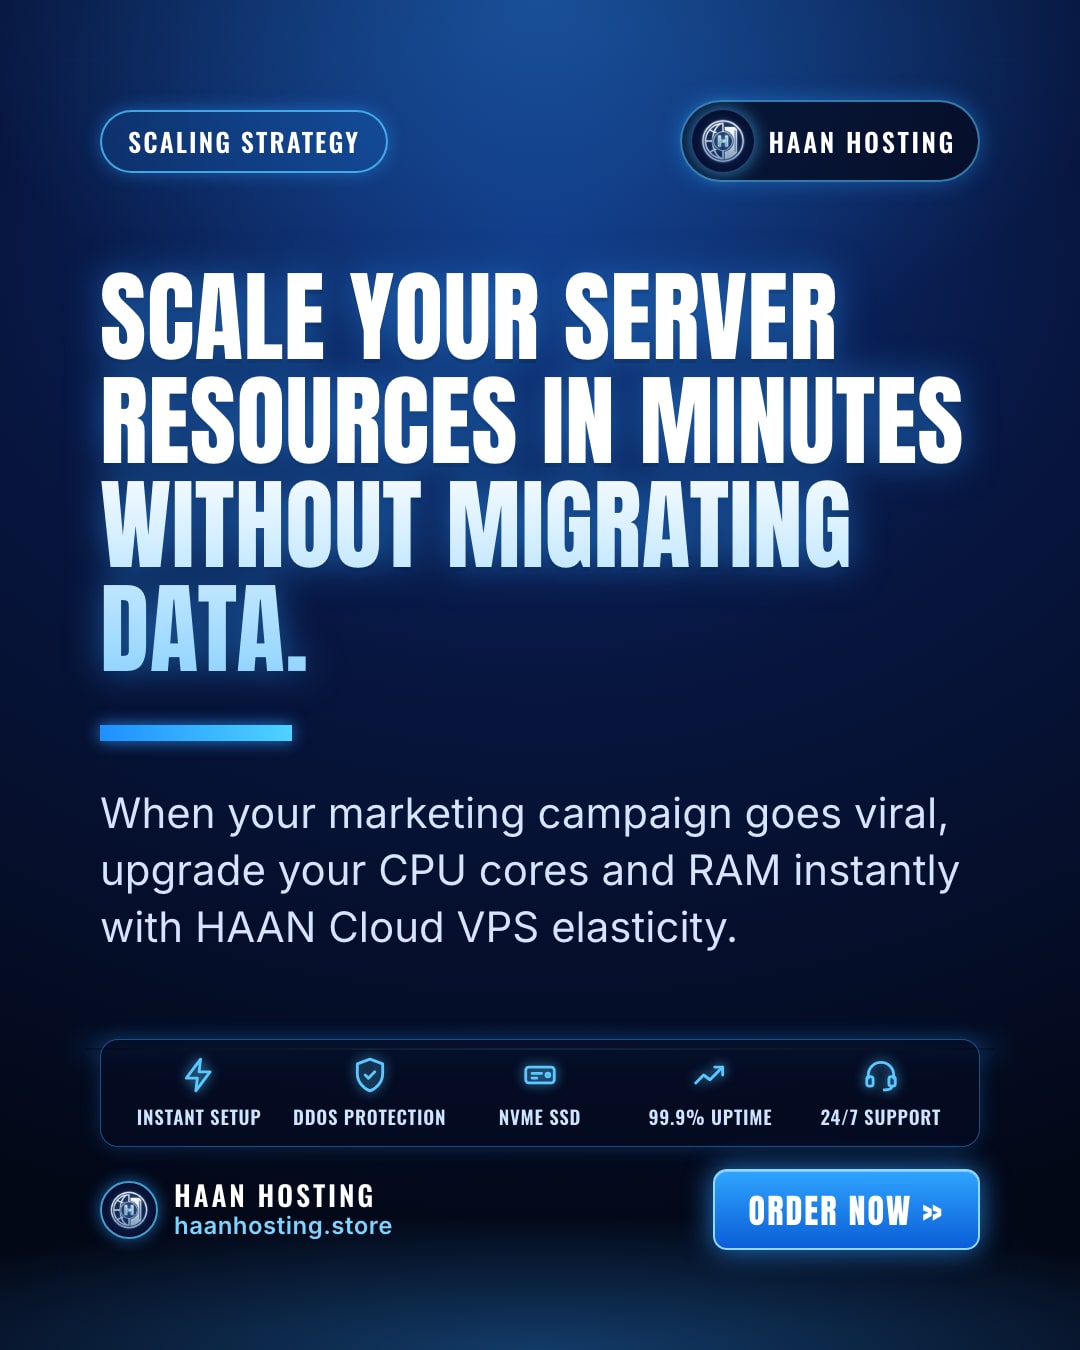 SCALING STRATEGY
HAAN HOSTING
SCALE YOUR SERVER
RESOURCES IN MINUTES
WITHOUT MIGRATING
DATA.
When your marketing campaign goes viral,
upgrade your CPU cores and RAM instantly
with HAAN Cloud VPS elasticity.
INSTANT SETUP
DDOS PROTECTION
NVME SSD
99.9% UPTIME
24/7 SUPPORT
HAAN HOSTING
haanhosting.store
ORDER NOW »